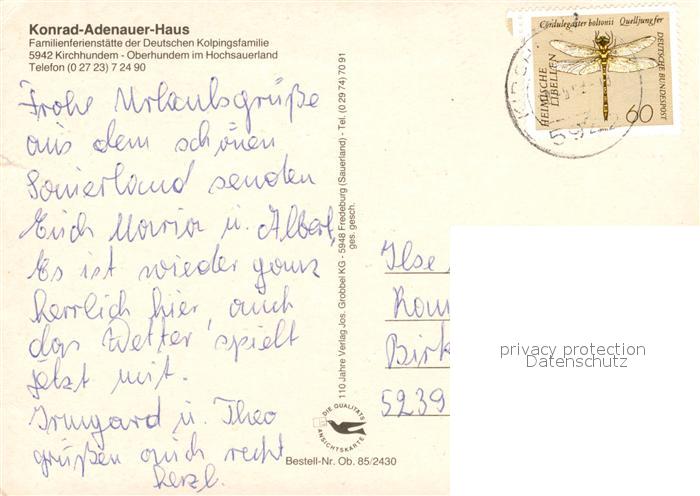 Konrad-Adenauer-Haus
Familienferienstätte der Deutschen Kolpingsfamilie
5942 Kirchhundem - Oberhundem im Hochsauerland
Telefon (0 27 23) 7 24 90
Frohe Urlaubsgrüße
aus dem schönen
Sauerland senden
Euch Maria u. Albert,
Es ist wieder ganz
herrlich hier, auch
das Wetter spielt
jetzt mit.
Irmgard u. Theo
grüßen auch recht
herzl.
110 Jahre Verlag Jos. Grobbel KG - 5948 Fredeburg (Sauerland) - Tel. (0 29 74) 70 91
ges. gesch.
DIE QUALITÄTS
ANSICHTSKARTE
Bestell-Nr. Ob. 85/2430
Cordulegaster boltonii Quelljungfer
HEIMISCHE
LIBELLEN
DEUTSCHE BUNDESPOST
60
Ilse
Birk
5239
privacy protection
Datenschutz